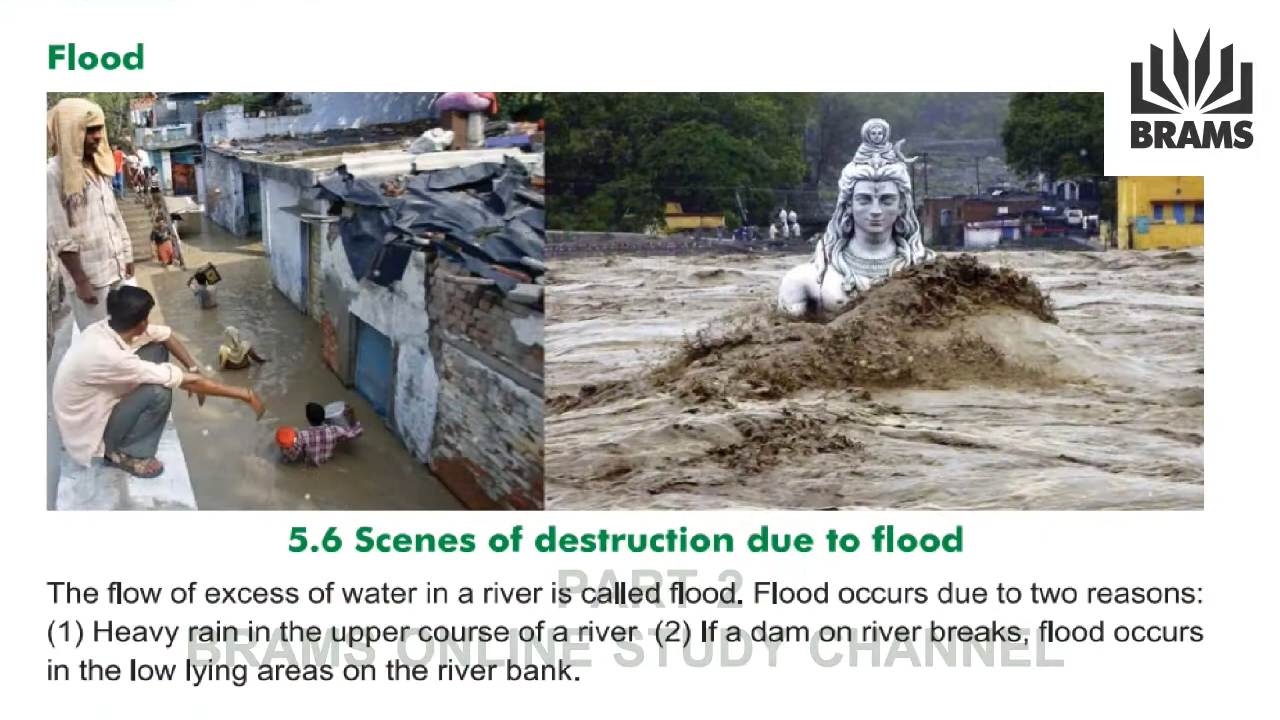 Flood
BRAMS
5.6 Scenes of destruction due to flood
PART 2
The flow of excess of water in a river is called flood. Flood occurs due to two reasons:
(1) Heavy rain in the upper course of a river (2) If a dam on river breaks, flood occurs
BRAMS ONLINE STUDY CHANNEL
in the low lying areas on the river bank.